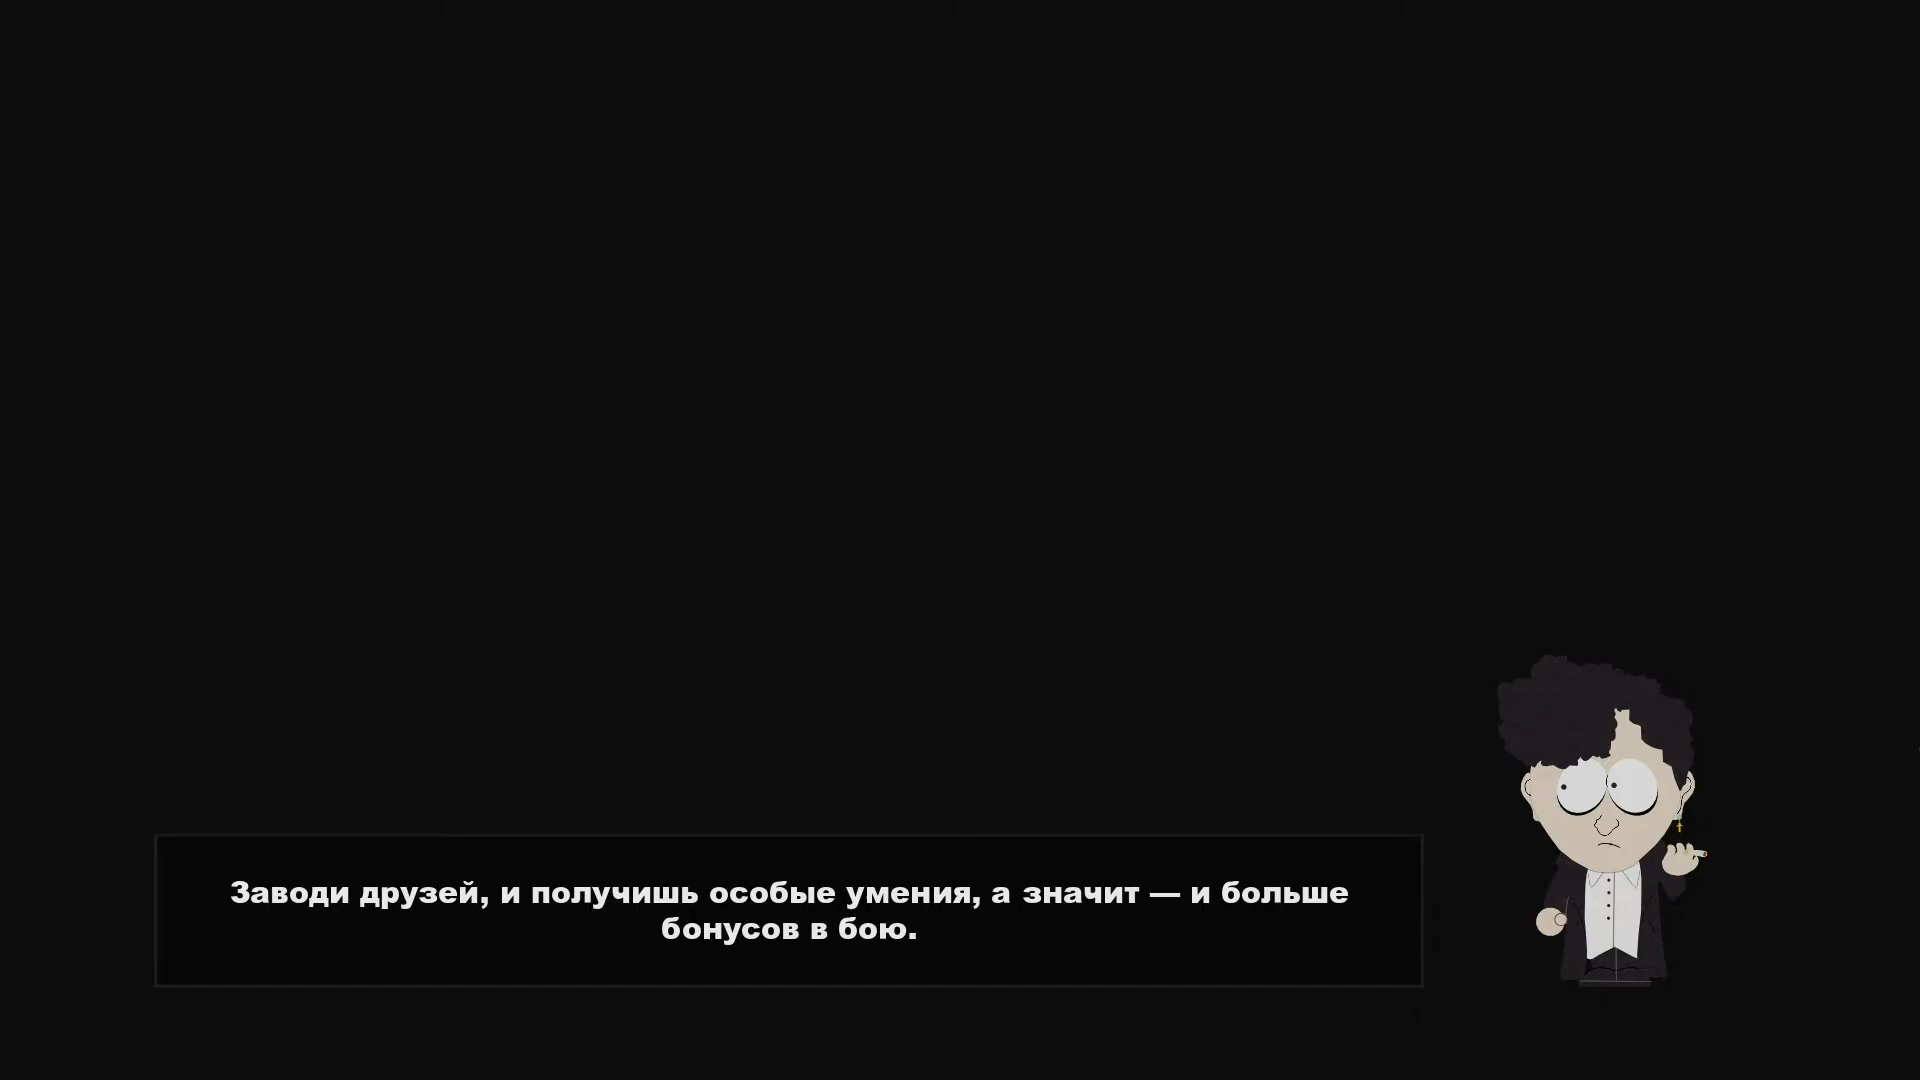 Заводи друзей, и получишь особые умения, а значит — и больше
бонусов в бою.